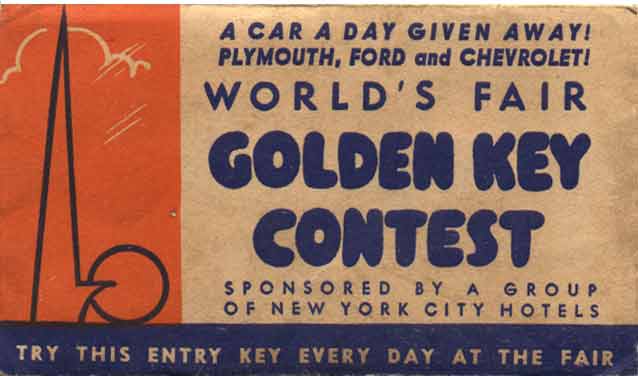 A CAR A DAY GIVEN AWAY!
PLYMOUTH, FORD and CHEVROLET!
WORLD'S FAIR
GOLDEN KEY
CONTEST
SPONSORED BY A GROUP
OF NEW YORK CITY HOTELS
TRY THIS ENTRY KEY EVERY DAY AT THE FAIR